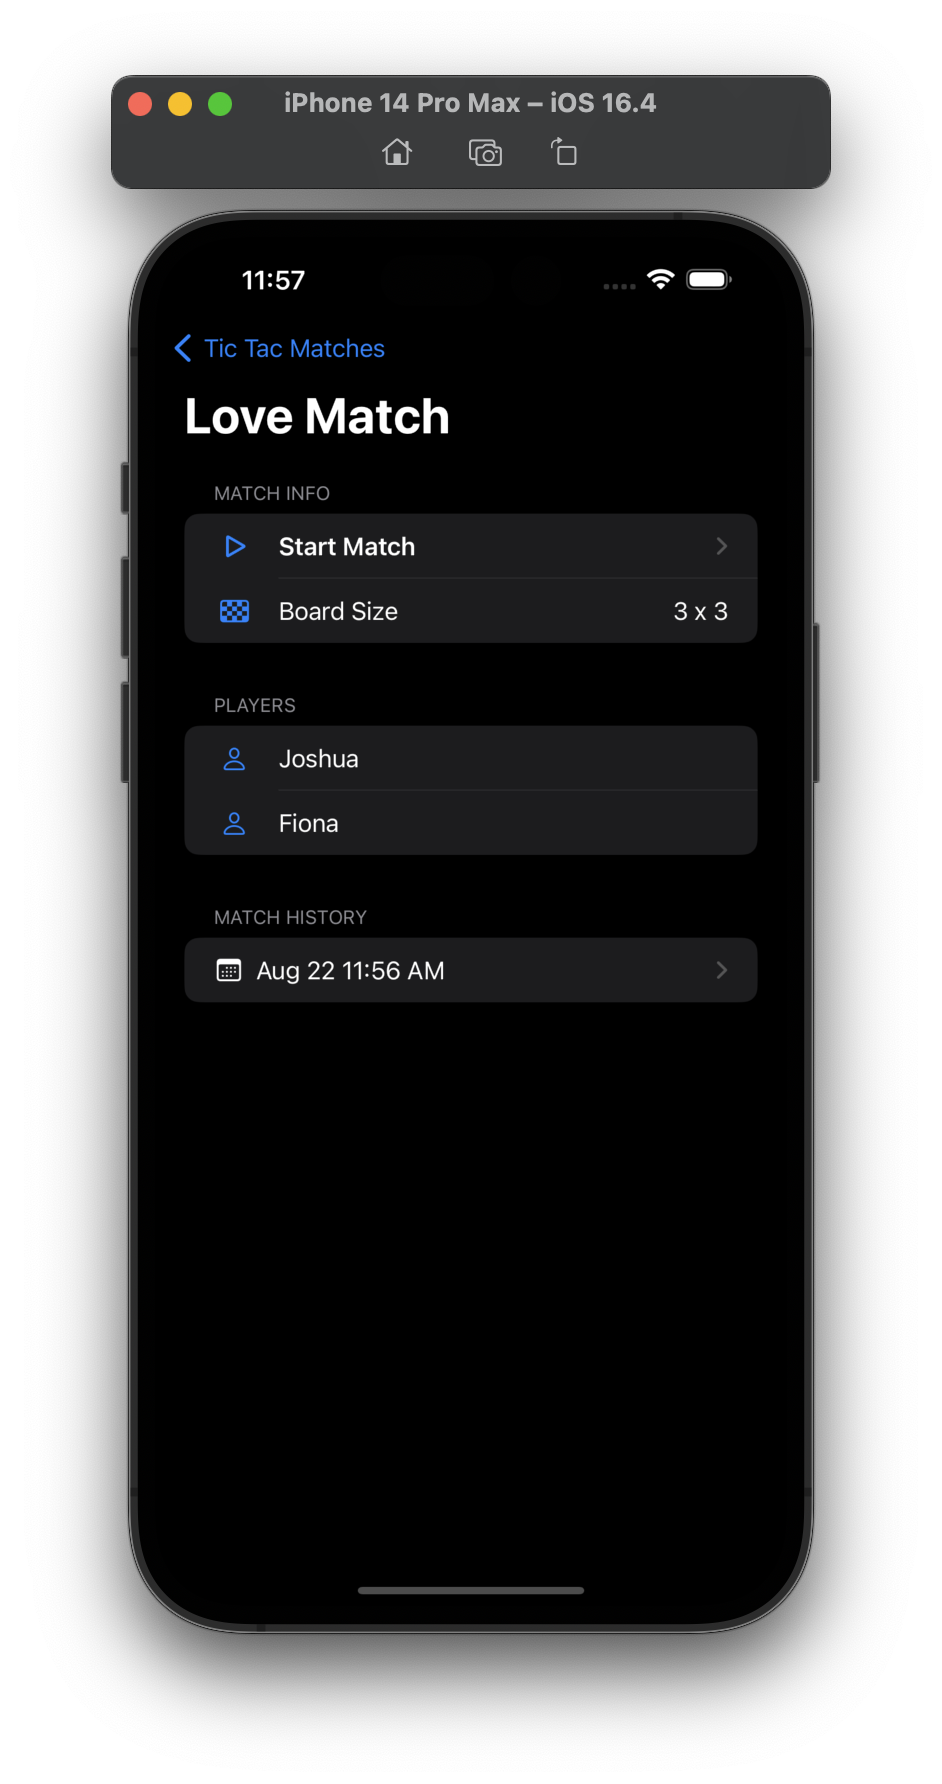 iPhone 14 Pro Max – iOS 16.4
11:57
Tic Tac Matches
Love Match
MATCH INFO
Start Match
Board Size 3 x 3
PLAYERS
Joshua
Fiona
MATCH HISTORY
Aug 22 11:56 AM